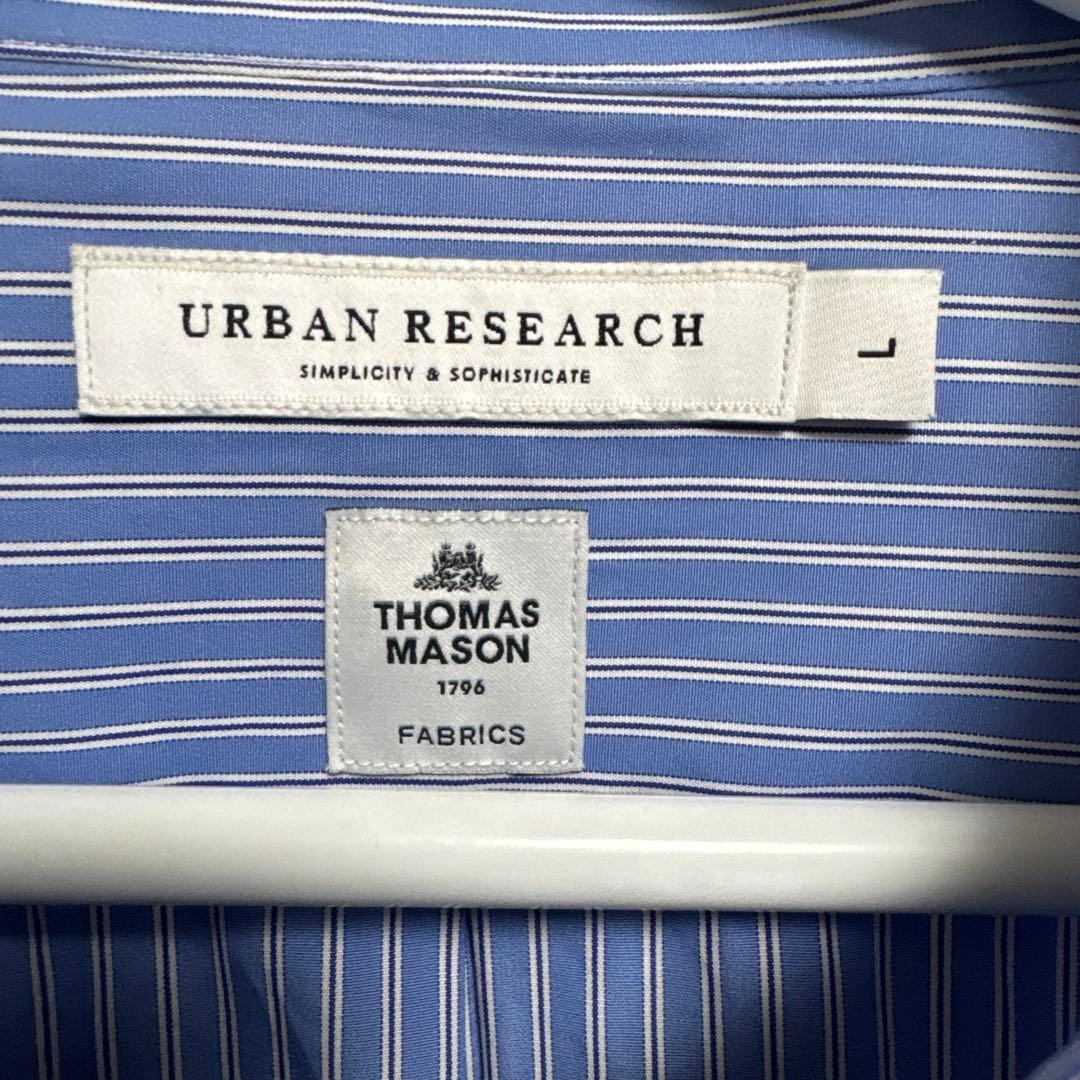 URBAN RESEARCH
SIMPLICITY & SOPHISTICATE
L
THOMAS
MASON
1796
FABRICS